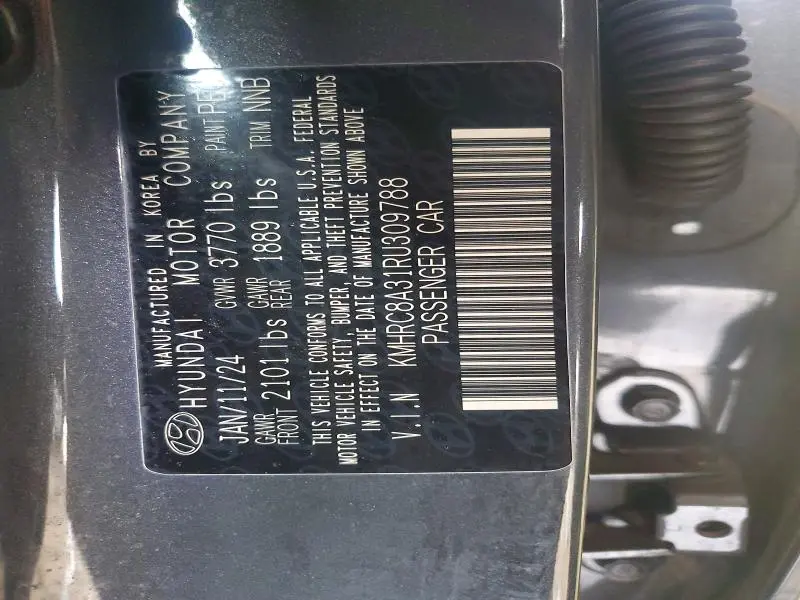 MANUFACTURED IN KOREA BY
HYUNDAI MOTOR COMPANY
JAN/11/24 GVWR 3770 lbs PAINT
GAWR FRONT 2101 lbs GAWR REAR 1889 lbs TRIM NNB
THIS VEHICLE CONFORMS TO ALL APPLICABLE U.S.A. FEDERAL
MOTOR VEHICLE SAFETY, BUMPER, AND THEFT PREVENTION STANDARDS
IN EFFECT ON THE DATE OF MANUFACTURE SHOWN ABOVE
V.I.N KMHRC8A31RU309788
PASSENGER CAR